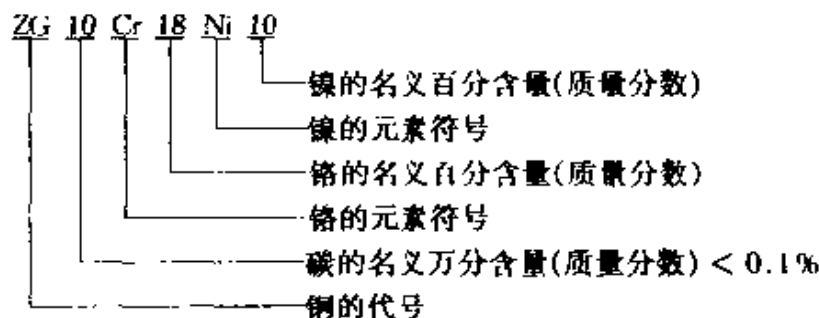 ZG 10 Cr 18 Ni 10
镍的名义百分含量(质量分数)
镍的元素符号
铬的名义百分含量(质量分数)
铬的元素符号
碳的名义万分含量(质量分数) < 0.1%
钢的代号